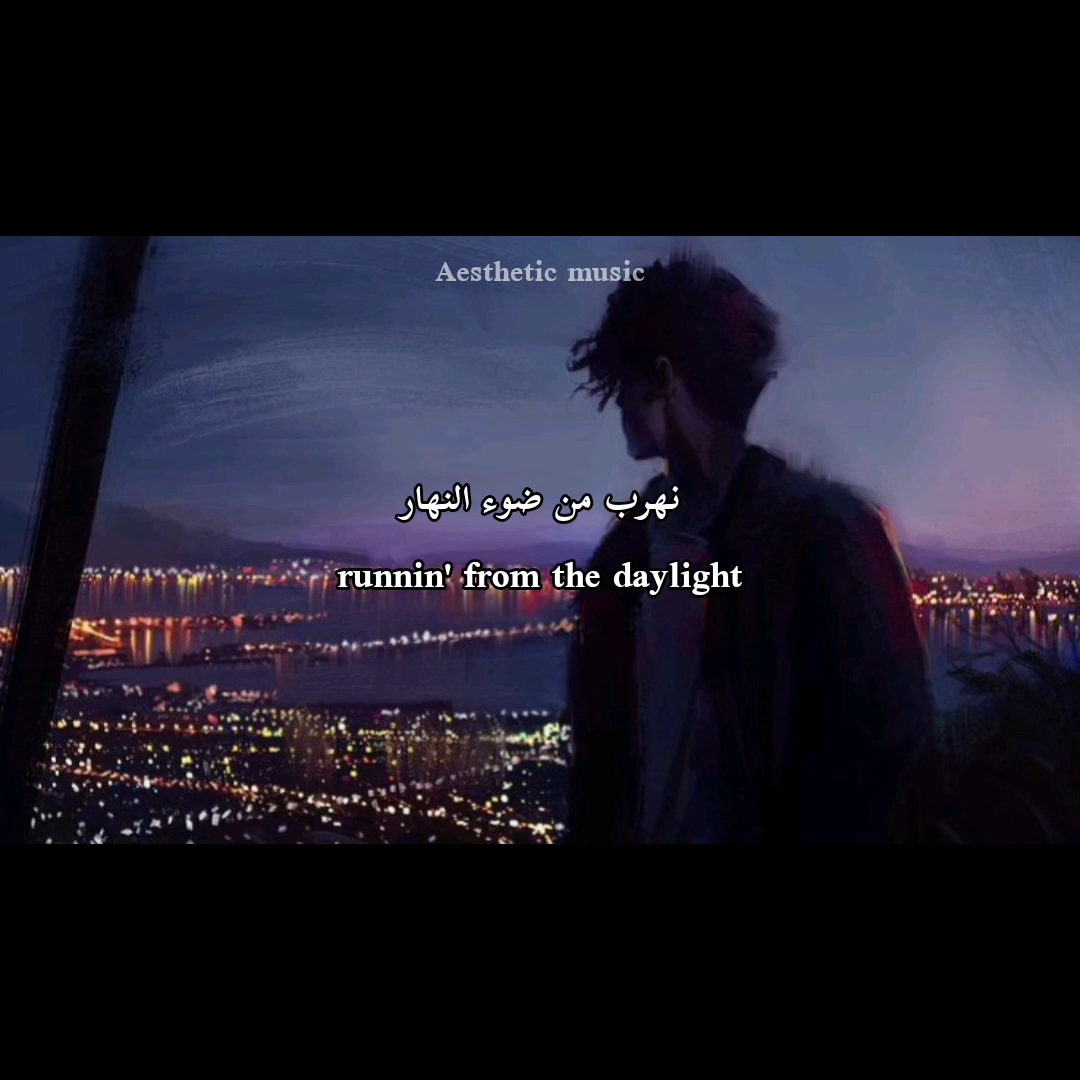 Aesthetic music
نهرب من ضوء النهار
runnin' from the daylight